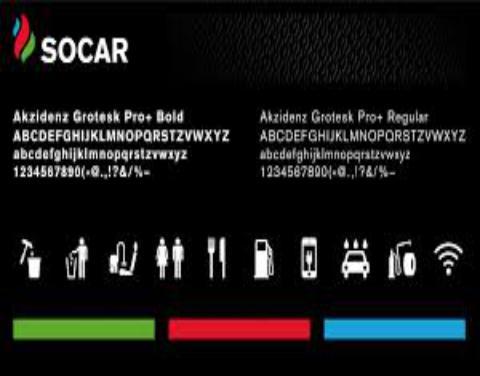 SOCAR
Akzidenz Grotesk Pro+ Bold
ABCDEFGHIJKLMNOPQRSTZVWXYZ
abcdefghijklmnopqrstzvwxyz
1234567890(+@.,!?&/%–
Akzidenz Grotesk Pro+ Regular
ABCDEFGHIJKLMNOPQRSTZVWXYZ
abcdefghijklmnopqrstzvwxyz
1234567890(+@.,!?&/%–